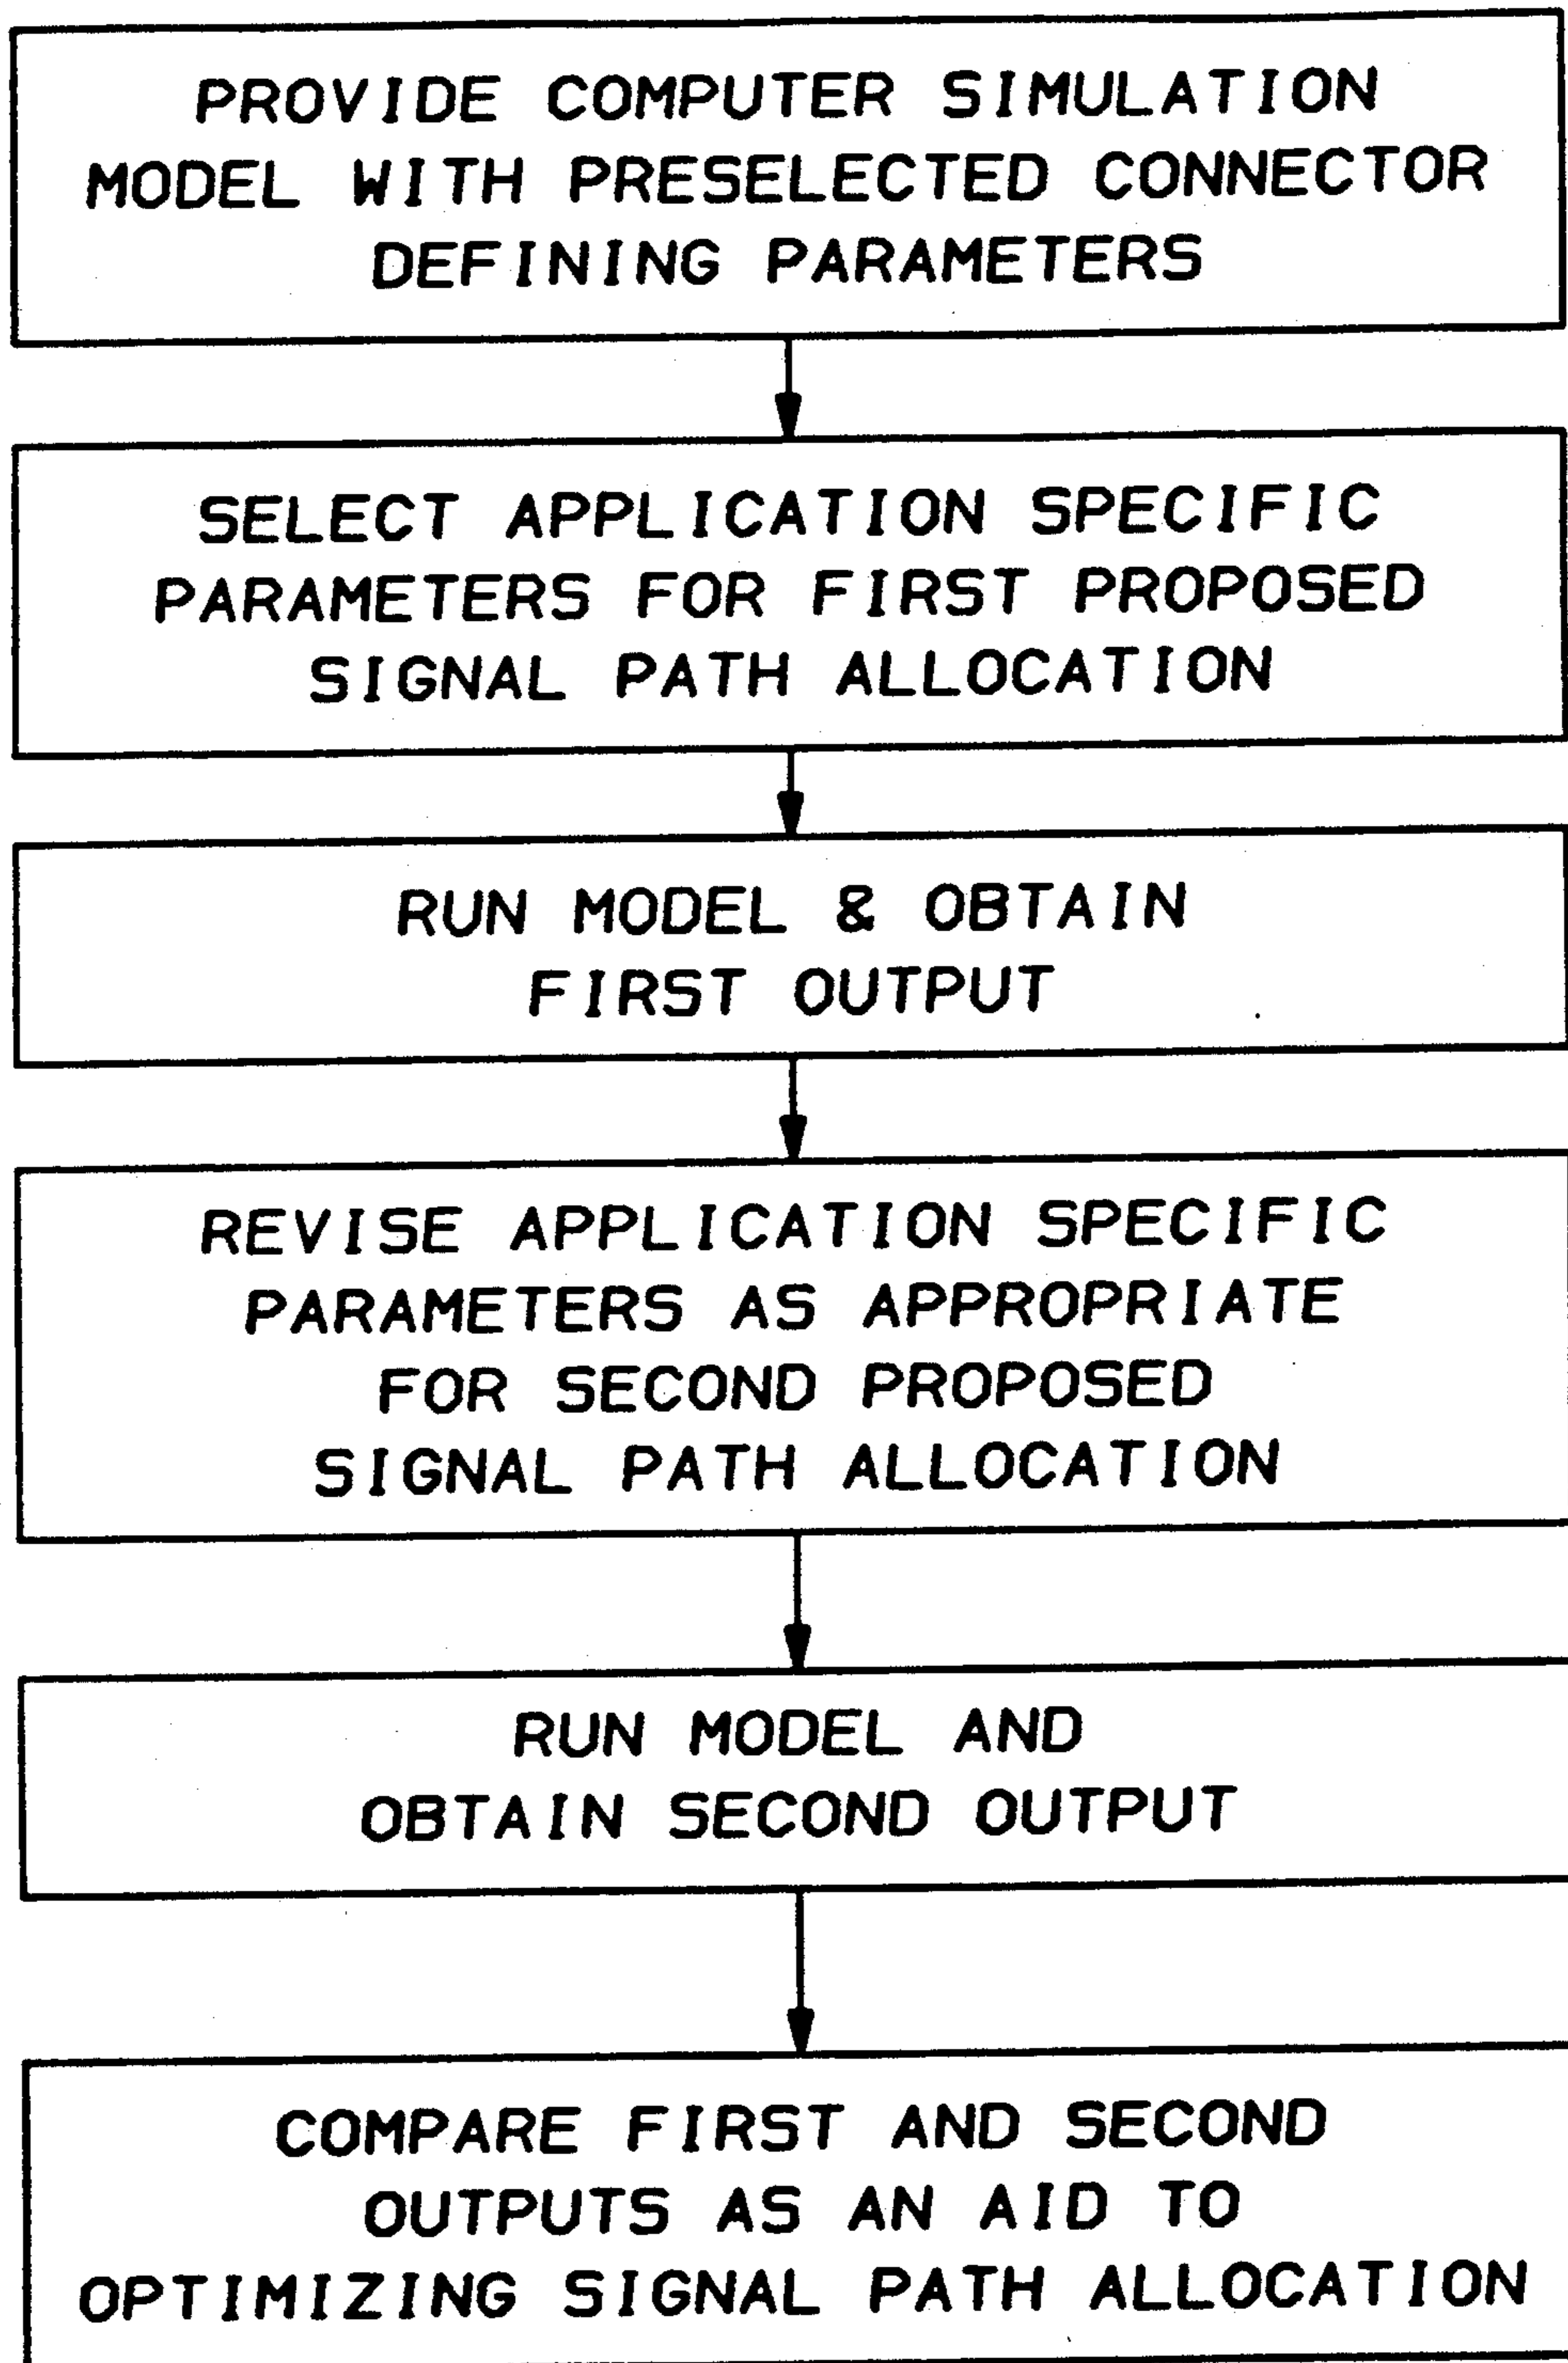 PROVIDE COMPUTER SIMULATION
MODEL WITH PRESELECTED CONNECTOR
DEFINING PARAMETERS
SELECT APPLICATION SPECIFIC
PARAMETERS FOR FIRST PROPOSED
SIGNAL PATH ALLOCATION
RUN MODEL & OBTAIN
FIRST OUTPUT
REVISE APPLICATION SPECIFIC
PARAMETERS AS APPROPRIATE
FOR SECOND PROPOSED
SIGNAL PATH ALLOCATION
RUN MODEL AND
OBTAIN SECOND OUTPUT
COMPARE FIRST AND SECOND
OUTPUTS AS AN AID TO
OPTIMIZING SIGNAL PATH ALLOCATION